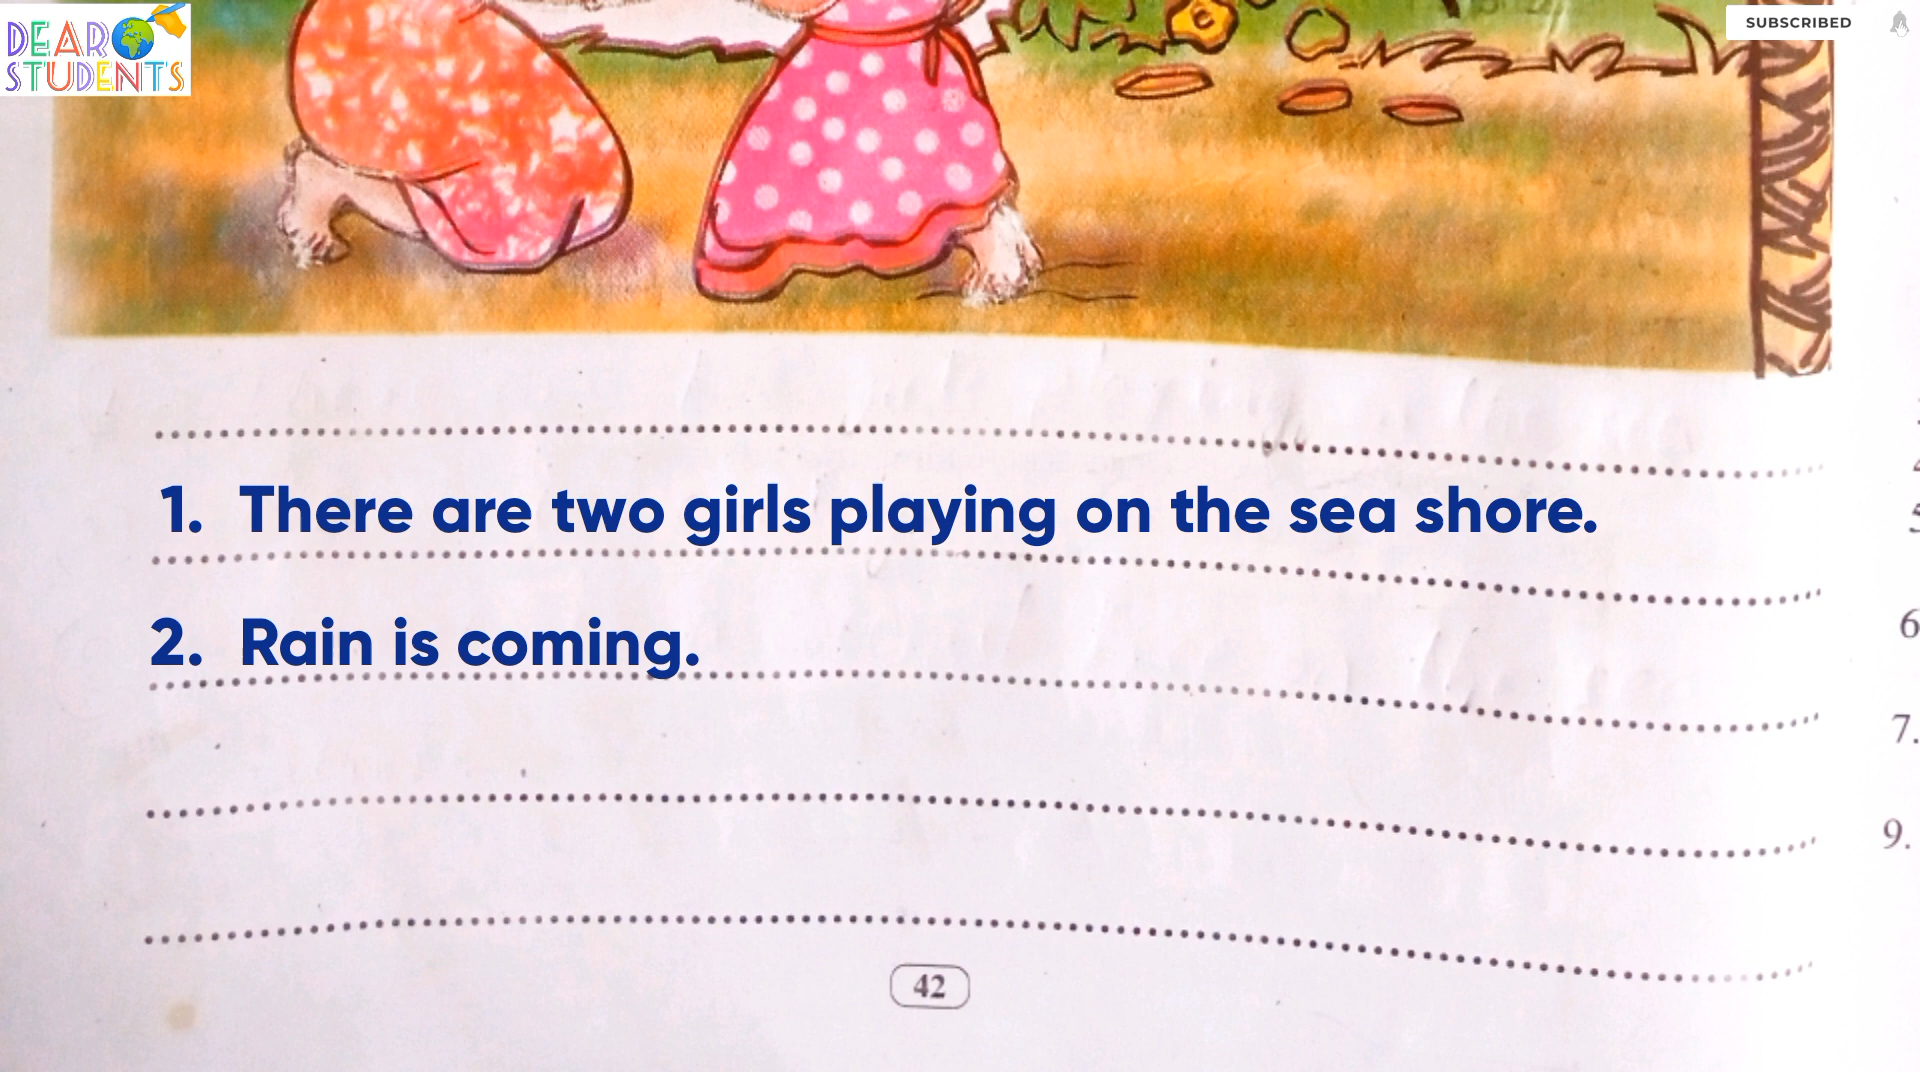 DEAR
STUDENTS
SUBSCRIBED
1. There are two girls playing on the sea shore.
2. Rain is coming.
6
7.
9.
42